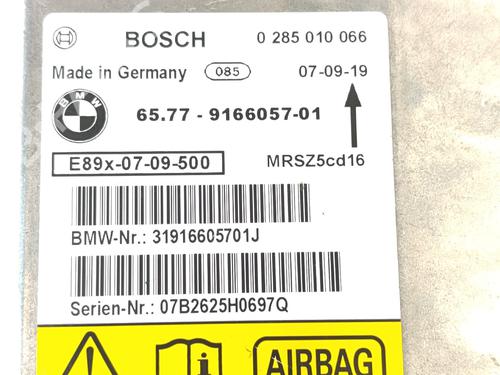 BOSCH 0 285 010 066
Made in Germany 085 07-09-19
BMW 65.77 - 9166057-01
E89x-07-09-500 MRSZ5cd16
BMW-Nr.: 31916605701J
Serien-Nr.: 07B2625H0697Q
AIRBAG